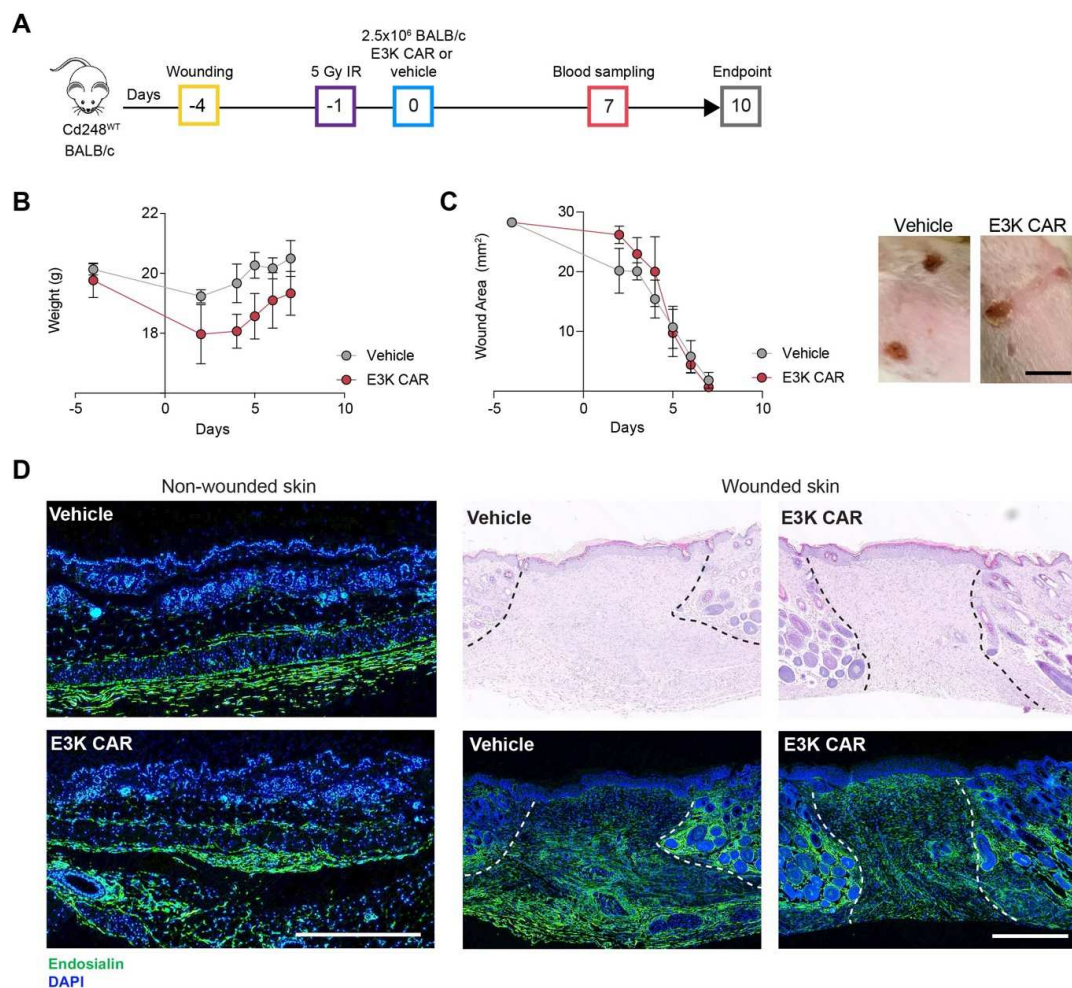 A
2.5x10⁶ BALB/c
E3K CAR or
vehicle
Wounding
5 Gy IR
Blood sampling
Endpoint
Days
-4
-1
0
7
10
Cd248ᵂᵀ
BALB/c
B
22
20
18
Weight (g)
Vehicle
E3K CAR
-5
0
5
10
Days
C
30
20
10
Wound Area (mm²)
Vehicle
E3K CAR
-5
0
5
10
Days
Vehicle
E3K CAR
D
Non-wounded skin
Wounded skin
Vehicle
Vehicle
E3K CAR
E3K CAR
Vehicle
E3K CAR
Endosialin
DAPI